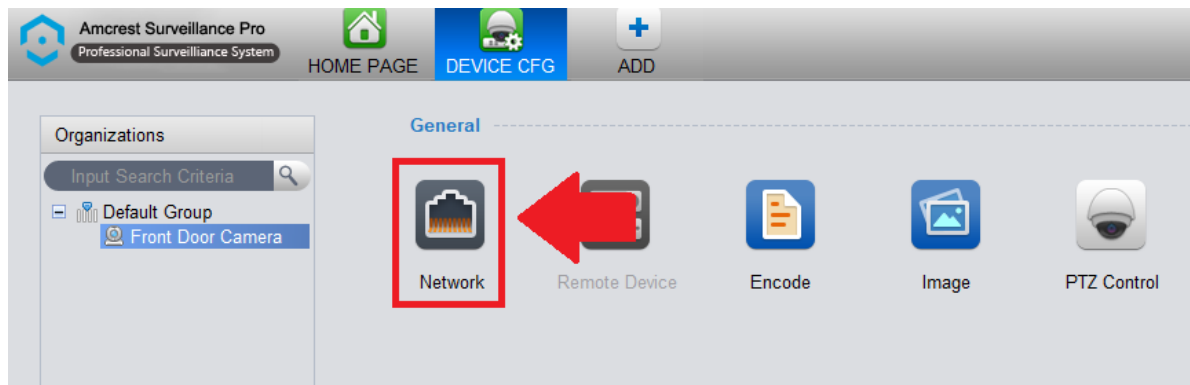 Amcrest Surveillance Pro
Professional Surveilliance System
HOME PAGE
DEVICE CFG
ADD
Organizations
Input Search Criteria
Default Group
Front Door Camera
General
Network
Remote Device
Encode
Image
PTZ Control